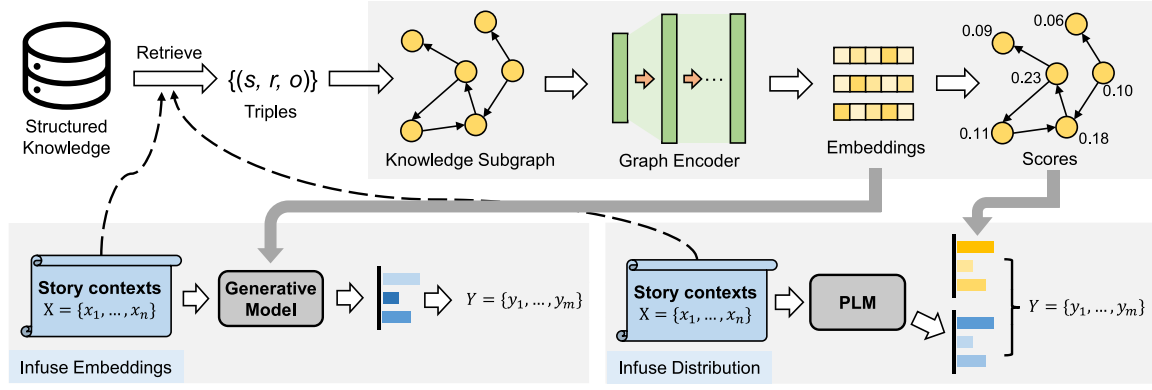 Retrieve
{(s, r, o)}
Triples
Structured
Knowledge
Knowledge Subgraph
Graph Encoder
...
Embeddings
0.09
0.06
0.23
0.10
0.11
0.18
Scores
Story contexts
X = {x₁, ..., xₙ}
Generative
Model
Y = {y₁, ..., yₘ}
Infuse Embeddings
Story contexts
X = {x₁, ..., xₙ}
PLM
Y = {y₁, ..., yₘ}
Infuse Distribution